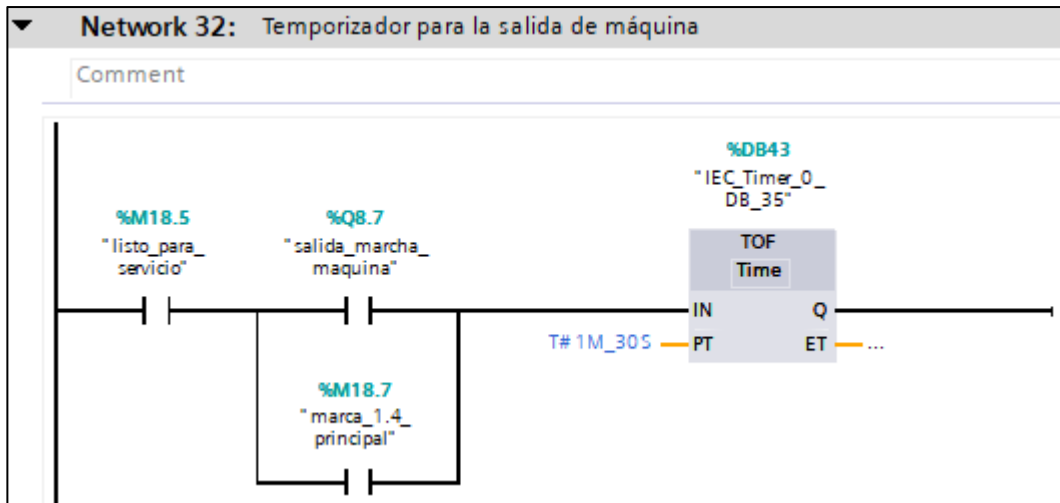 Network 32: Temporizador para la salida de máquina
Comment
%DB43
"IEC_Timer_0_
DB_35"
%M18.5
%Q8.7
TOF
"listo_para_
"salida_marcha_
Time
servicio"
maquina"
IN
Q
T#1M_30S
PT
ET
...
%M18.7
"marca_1.4_
principal"